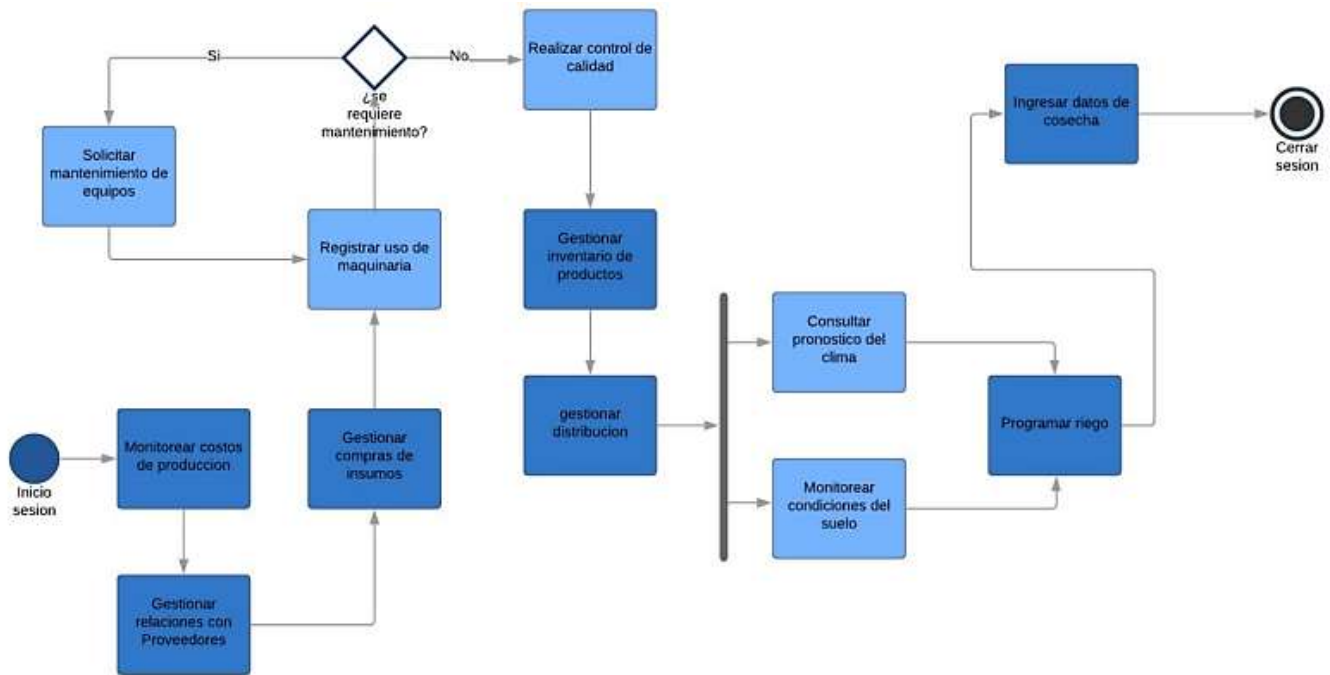 Si
¿se
requiere
mantenimiento?
No
Realizar control de
calidad
Ingresar datos de
cosecha
Cerrar
sesion
Solicitar
mantenimiento de
equipos
Registrar uso de
maquinaria
Gestionar
inventario de
productos
Consultar
pronostico del
clima
gestionar
distribucion
Programar riego
Inicio
sesion
Monitorear costos
de produccion
Gestionar
compras de
insumos
Monitorear
condiciones del
suelo
Gestionar
relaciones con
Proveedores